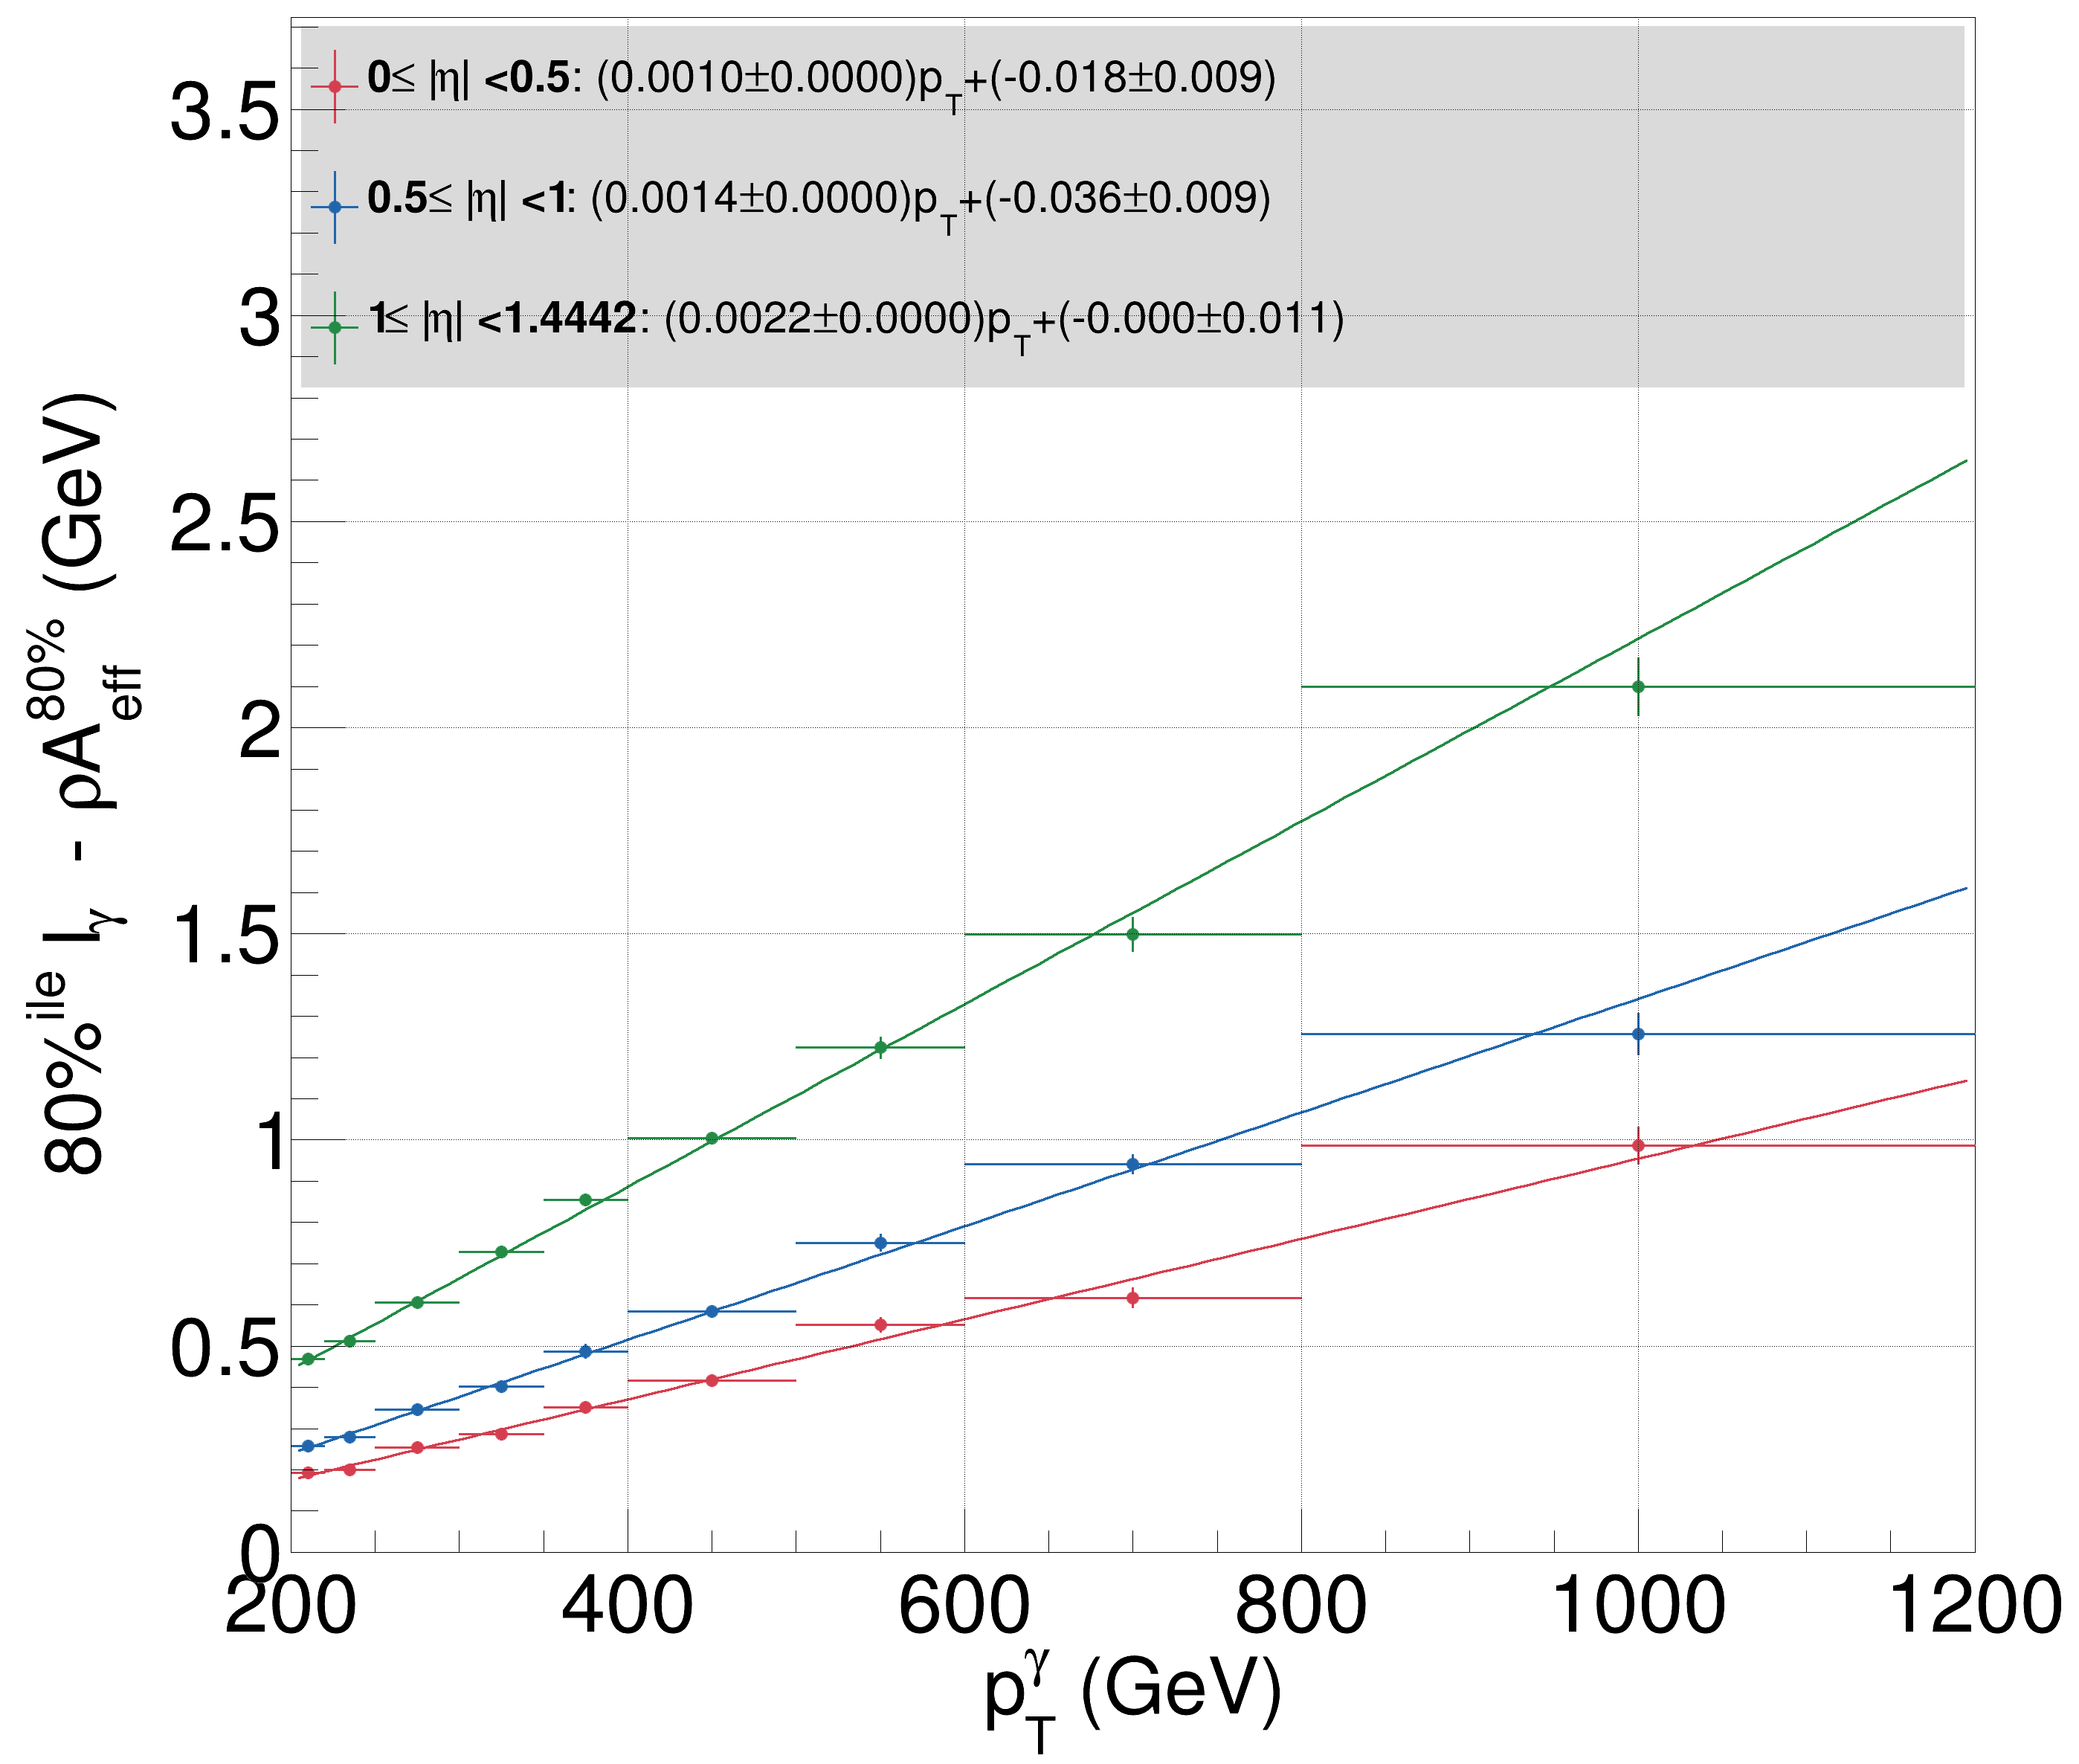 0≤ |η| <0.5: (0.0010±0.0000)p_T+(-0.018±0.009)
0.5≤ |η| <1: (0.0014±0.0000)p_T+(-0.036±0.009)
1≤ |η| <1.4442: (0.0022±0.0000)p_T+(-0.000±0.011)
3.5
3
2.5
2
1.5
1
0.5
0
80%^ile I_γ - ρA_eff^80% (GeV)
200 400 600 800 1000 1200
p_T^γ (GeV)